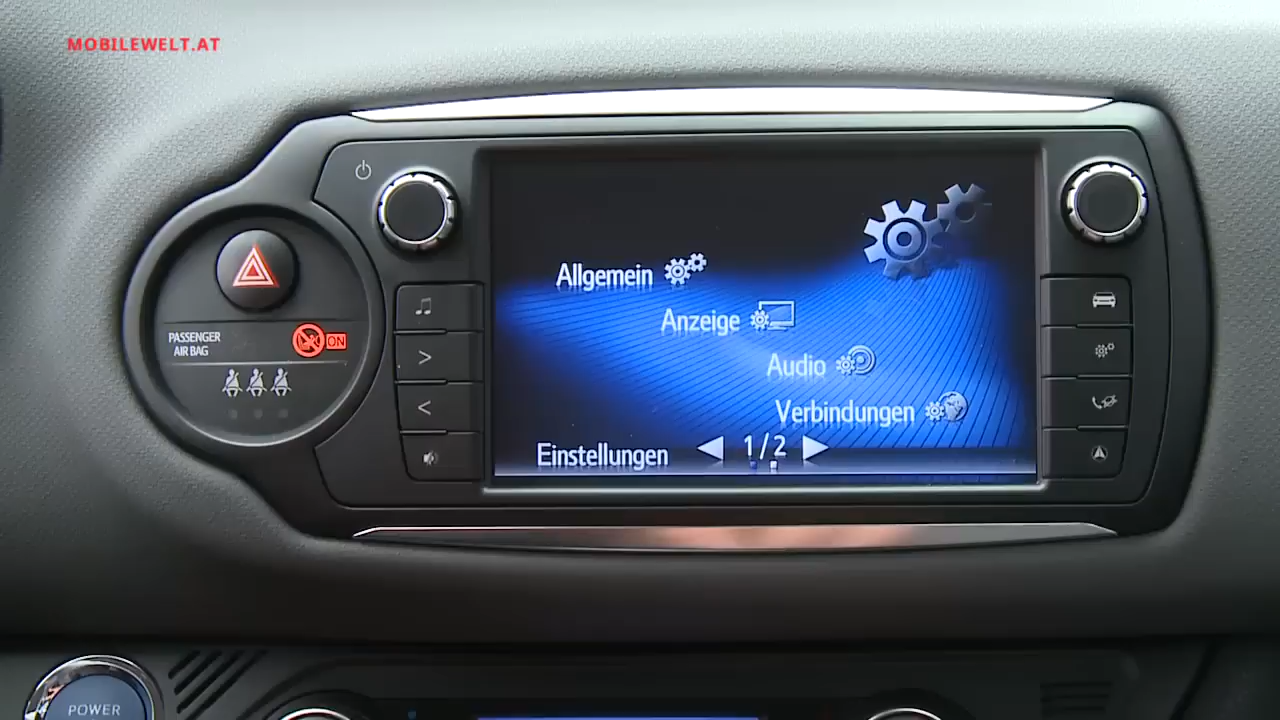 MOBILEWELT.AT
PASSENGER
AIR BAG
ON
>
<
Allgemein
Anzeige
Audio
Verbindungen
Einstellungen
1/2
POWER